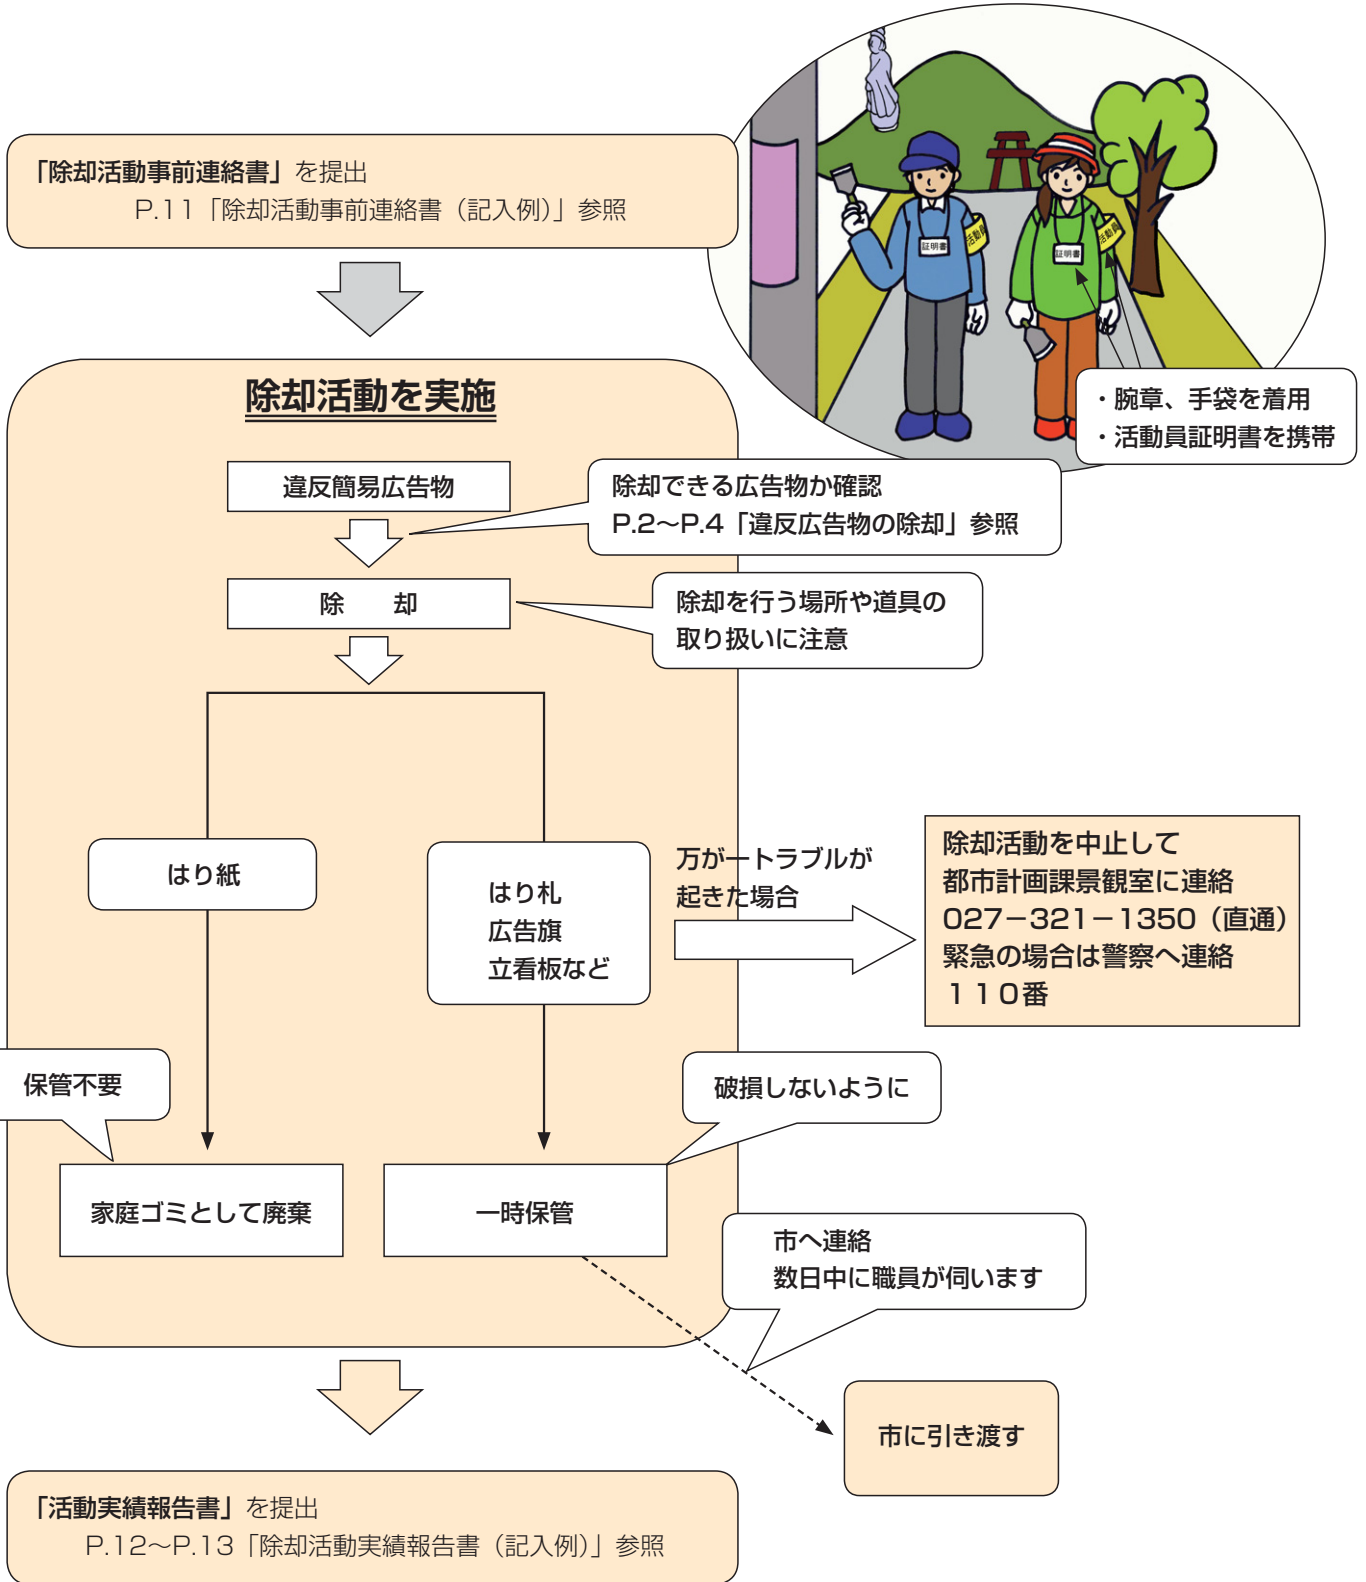 「除却活動事前連絡書」を提出
P.11「除却活動事前連絡書（記入例）」参照
証明書
活動員
証明書
活動員
・腕章、手袋を着用
・活動員証明書を携帯
除却活動を実施
違反簡易広告物
除却できる広告物か確認
P.2～P.4「違反広告物の除却」参照
除　却
除却を行う場所や道具の
取り扱いに注意
はり紙
はり札
広告旗
立看板など
万が一トラブルが
起きた場合
除却活動を中止して
都市計画課景観室に連絡
027－321－1350（直通）
緊急の場合は警察へ連絡
１１０番
保管不要
破損しないように
家庭ゴミとして廃棄
一時保管
市へ連絡
数日中に職員が伺います
市に引き渡す
「活動実績報告書」を提出
P.12～P.13「除却活動実績報告書（記入例）」参照